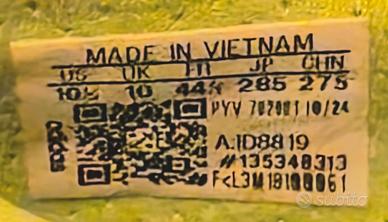 MADE IN VIETNAM
US UK FR JP CHN
10½ 10 44⅔ 285 275
PYV 702001 10/24
A:ID8819
#135348313
F<L3M18100061
subito